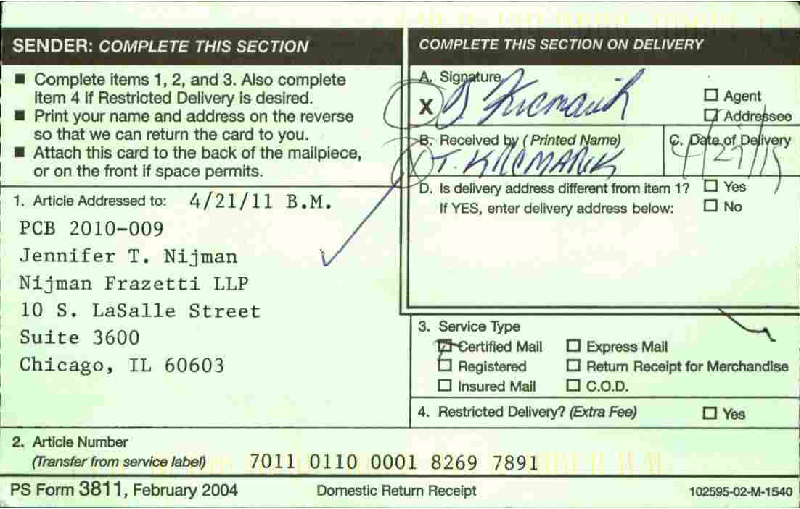 SENDER: COMPLETE THIS SECTION
■ Complete items 1, 2, and 3. Also complete
item 4 if Restricted Delivery is desired.
■ Print your name and address on the reverse
so that we can return the card to you.
■ Attach this card to the back of the mailpiece,
or on the front if space permits.
1. Article Addressed to: 4/21/11 B.M.
PCB 2010-009
Jennifer T. Nijman
Nijman Frazetti LLP
10 S. LaSalle Street
Suite 3600
Chicago, IL 60603
2. Article Number
(Transfer from service label) 7011 0110 0001 8269 7891
COMPLETE THIS SECTION ON DELIVERY
A. Signature
X
☐ Agent
☐ Addressee
B. Received by (Printed Name)
T. KRCMARIK
C. Date of Delivery
D. Is delivery address different from item 1? ☐ Yes
If YES, enter delivery address below: ☐ No
3. Service Type
☑ Certified Mail ☐ Express Mail
☐ Registered ☐ Return Receipt for Merchandise
☐ Insured Mail ☐ C.O.D.
4. Restricted Delivery? (Extra Fee) ☐ Yes
PS Form 3811, February 2004 Domestic Return Receipt 102595-02-M-1540